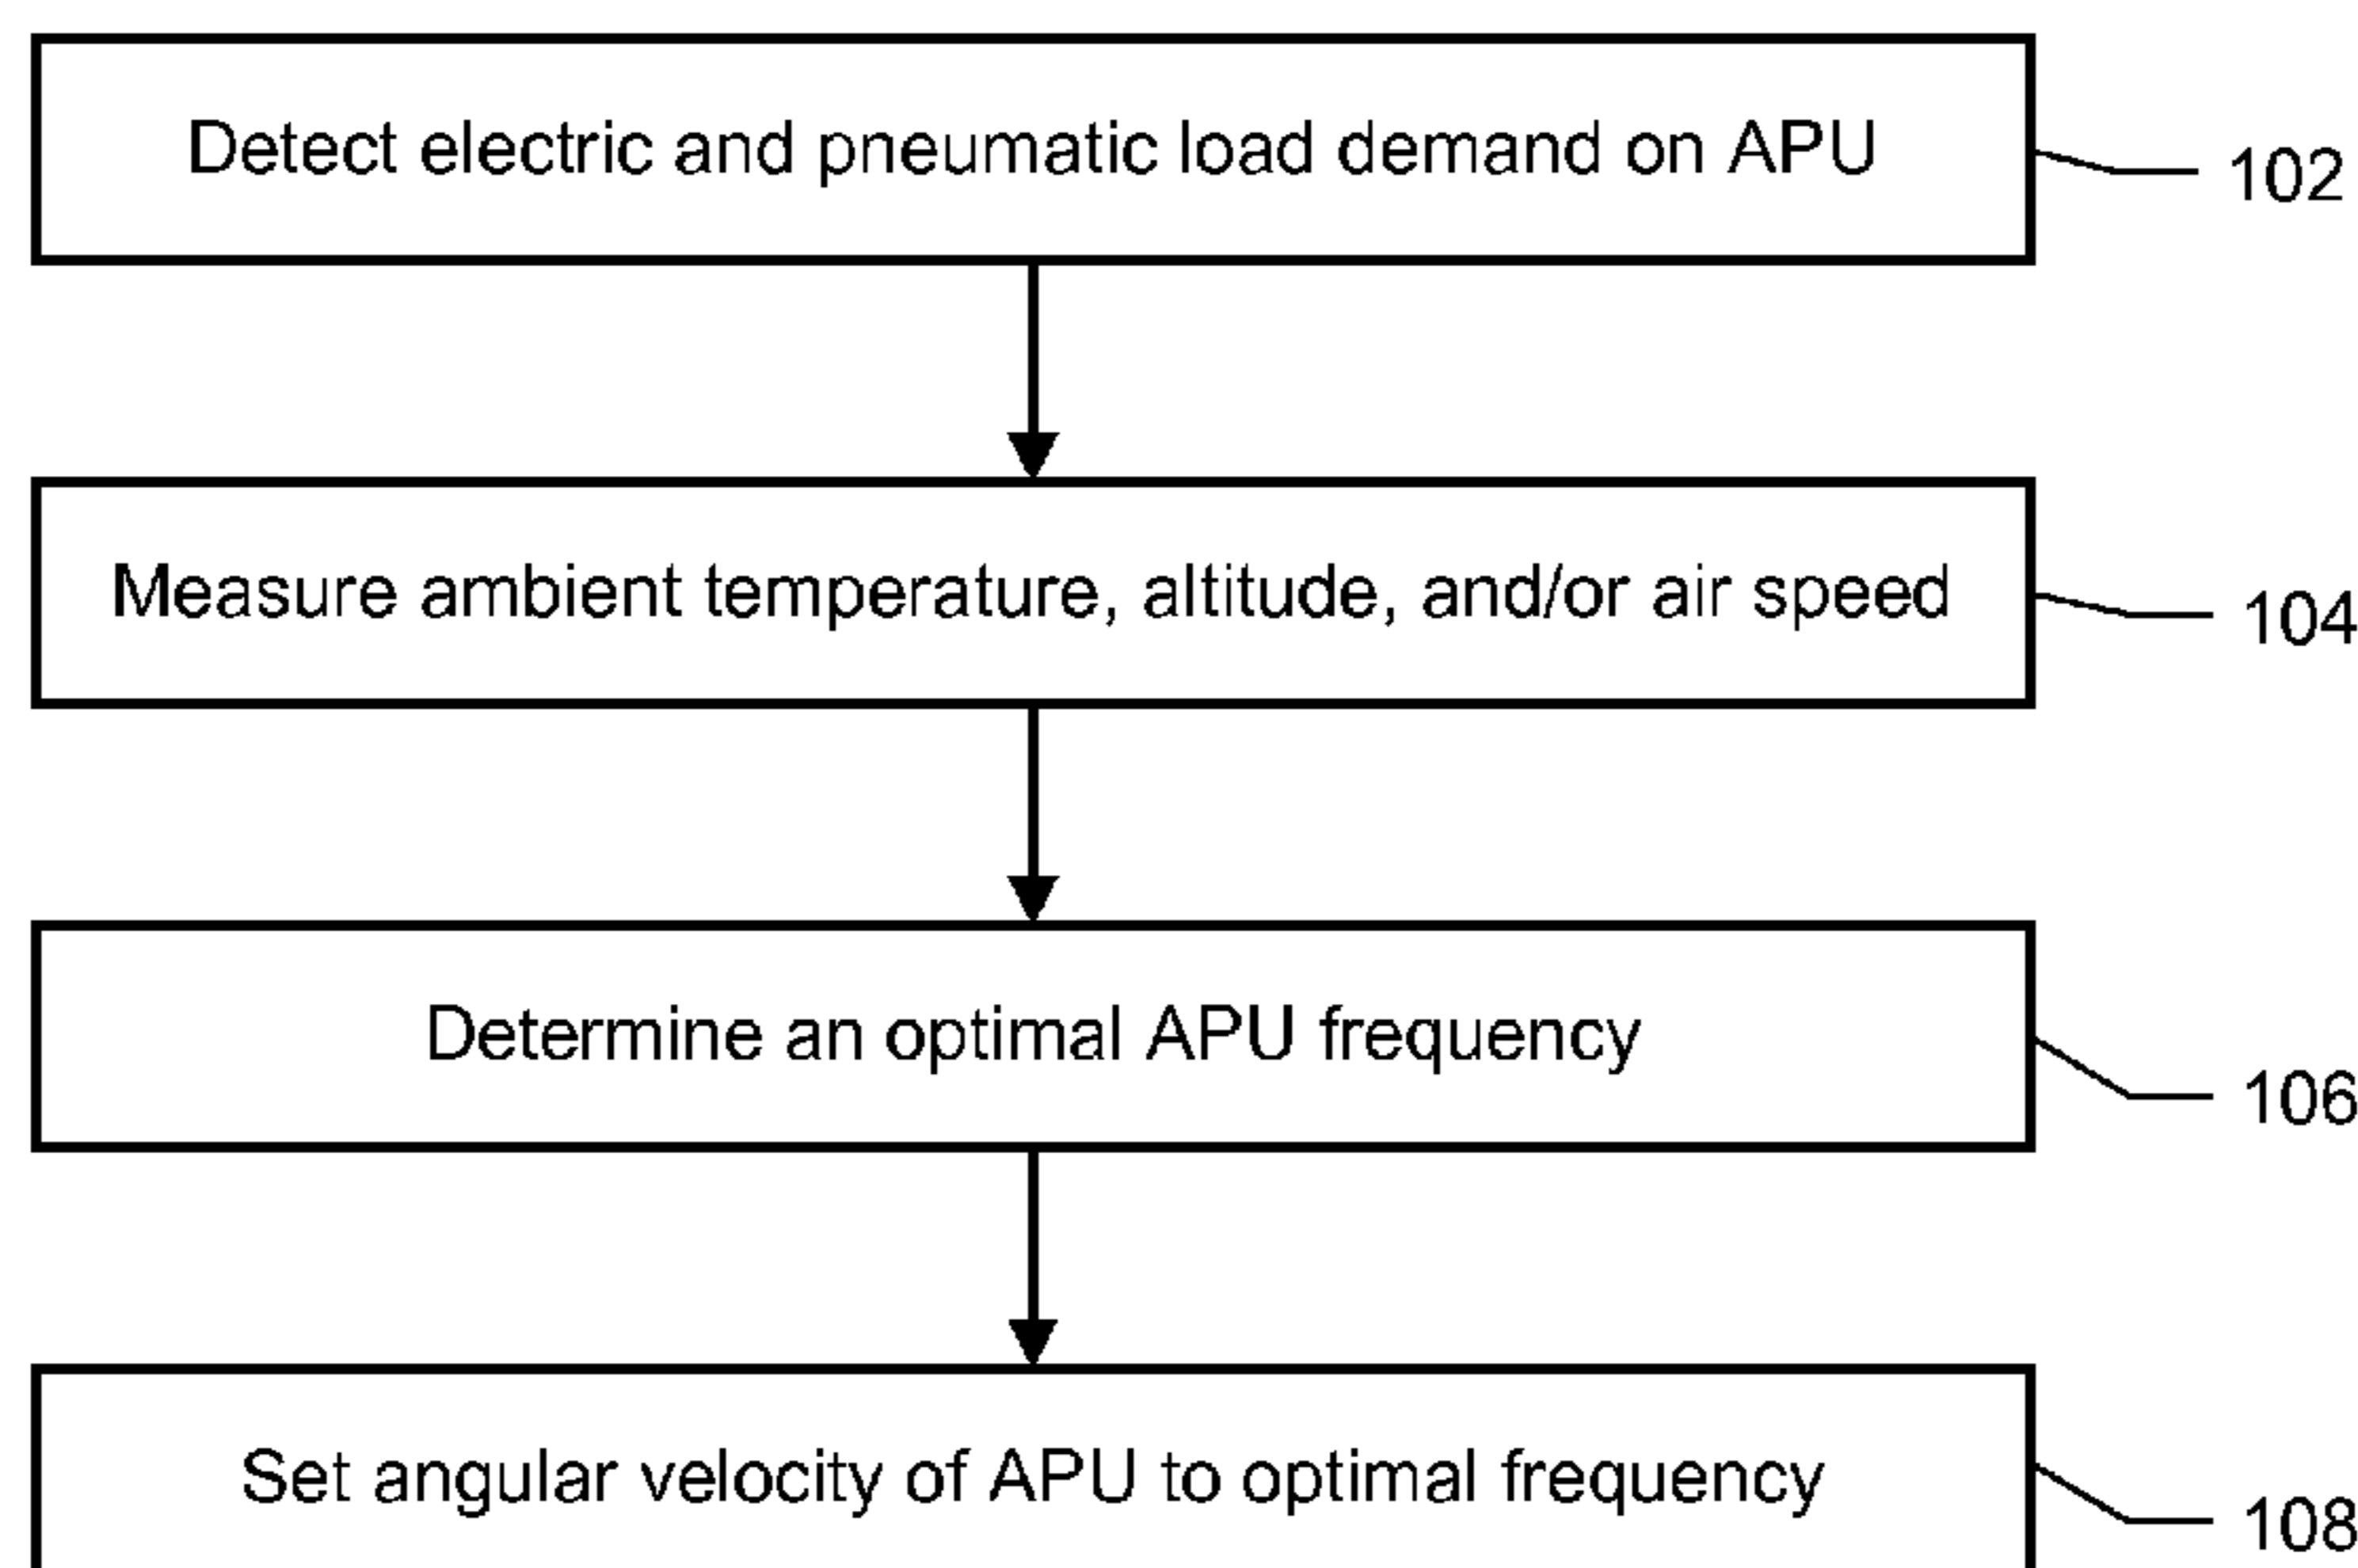 Detect electric and pneumatic load demand on APU
102
Measure ambient temperature, altitude, and/or air speed
104
Determine an optimal APU frequency
106
Set angular velocity of APU to optimal frequency
108